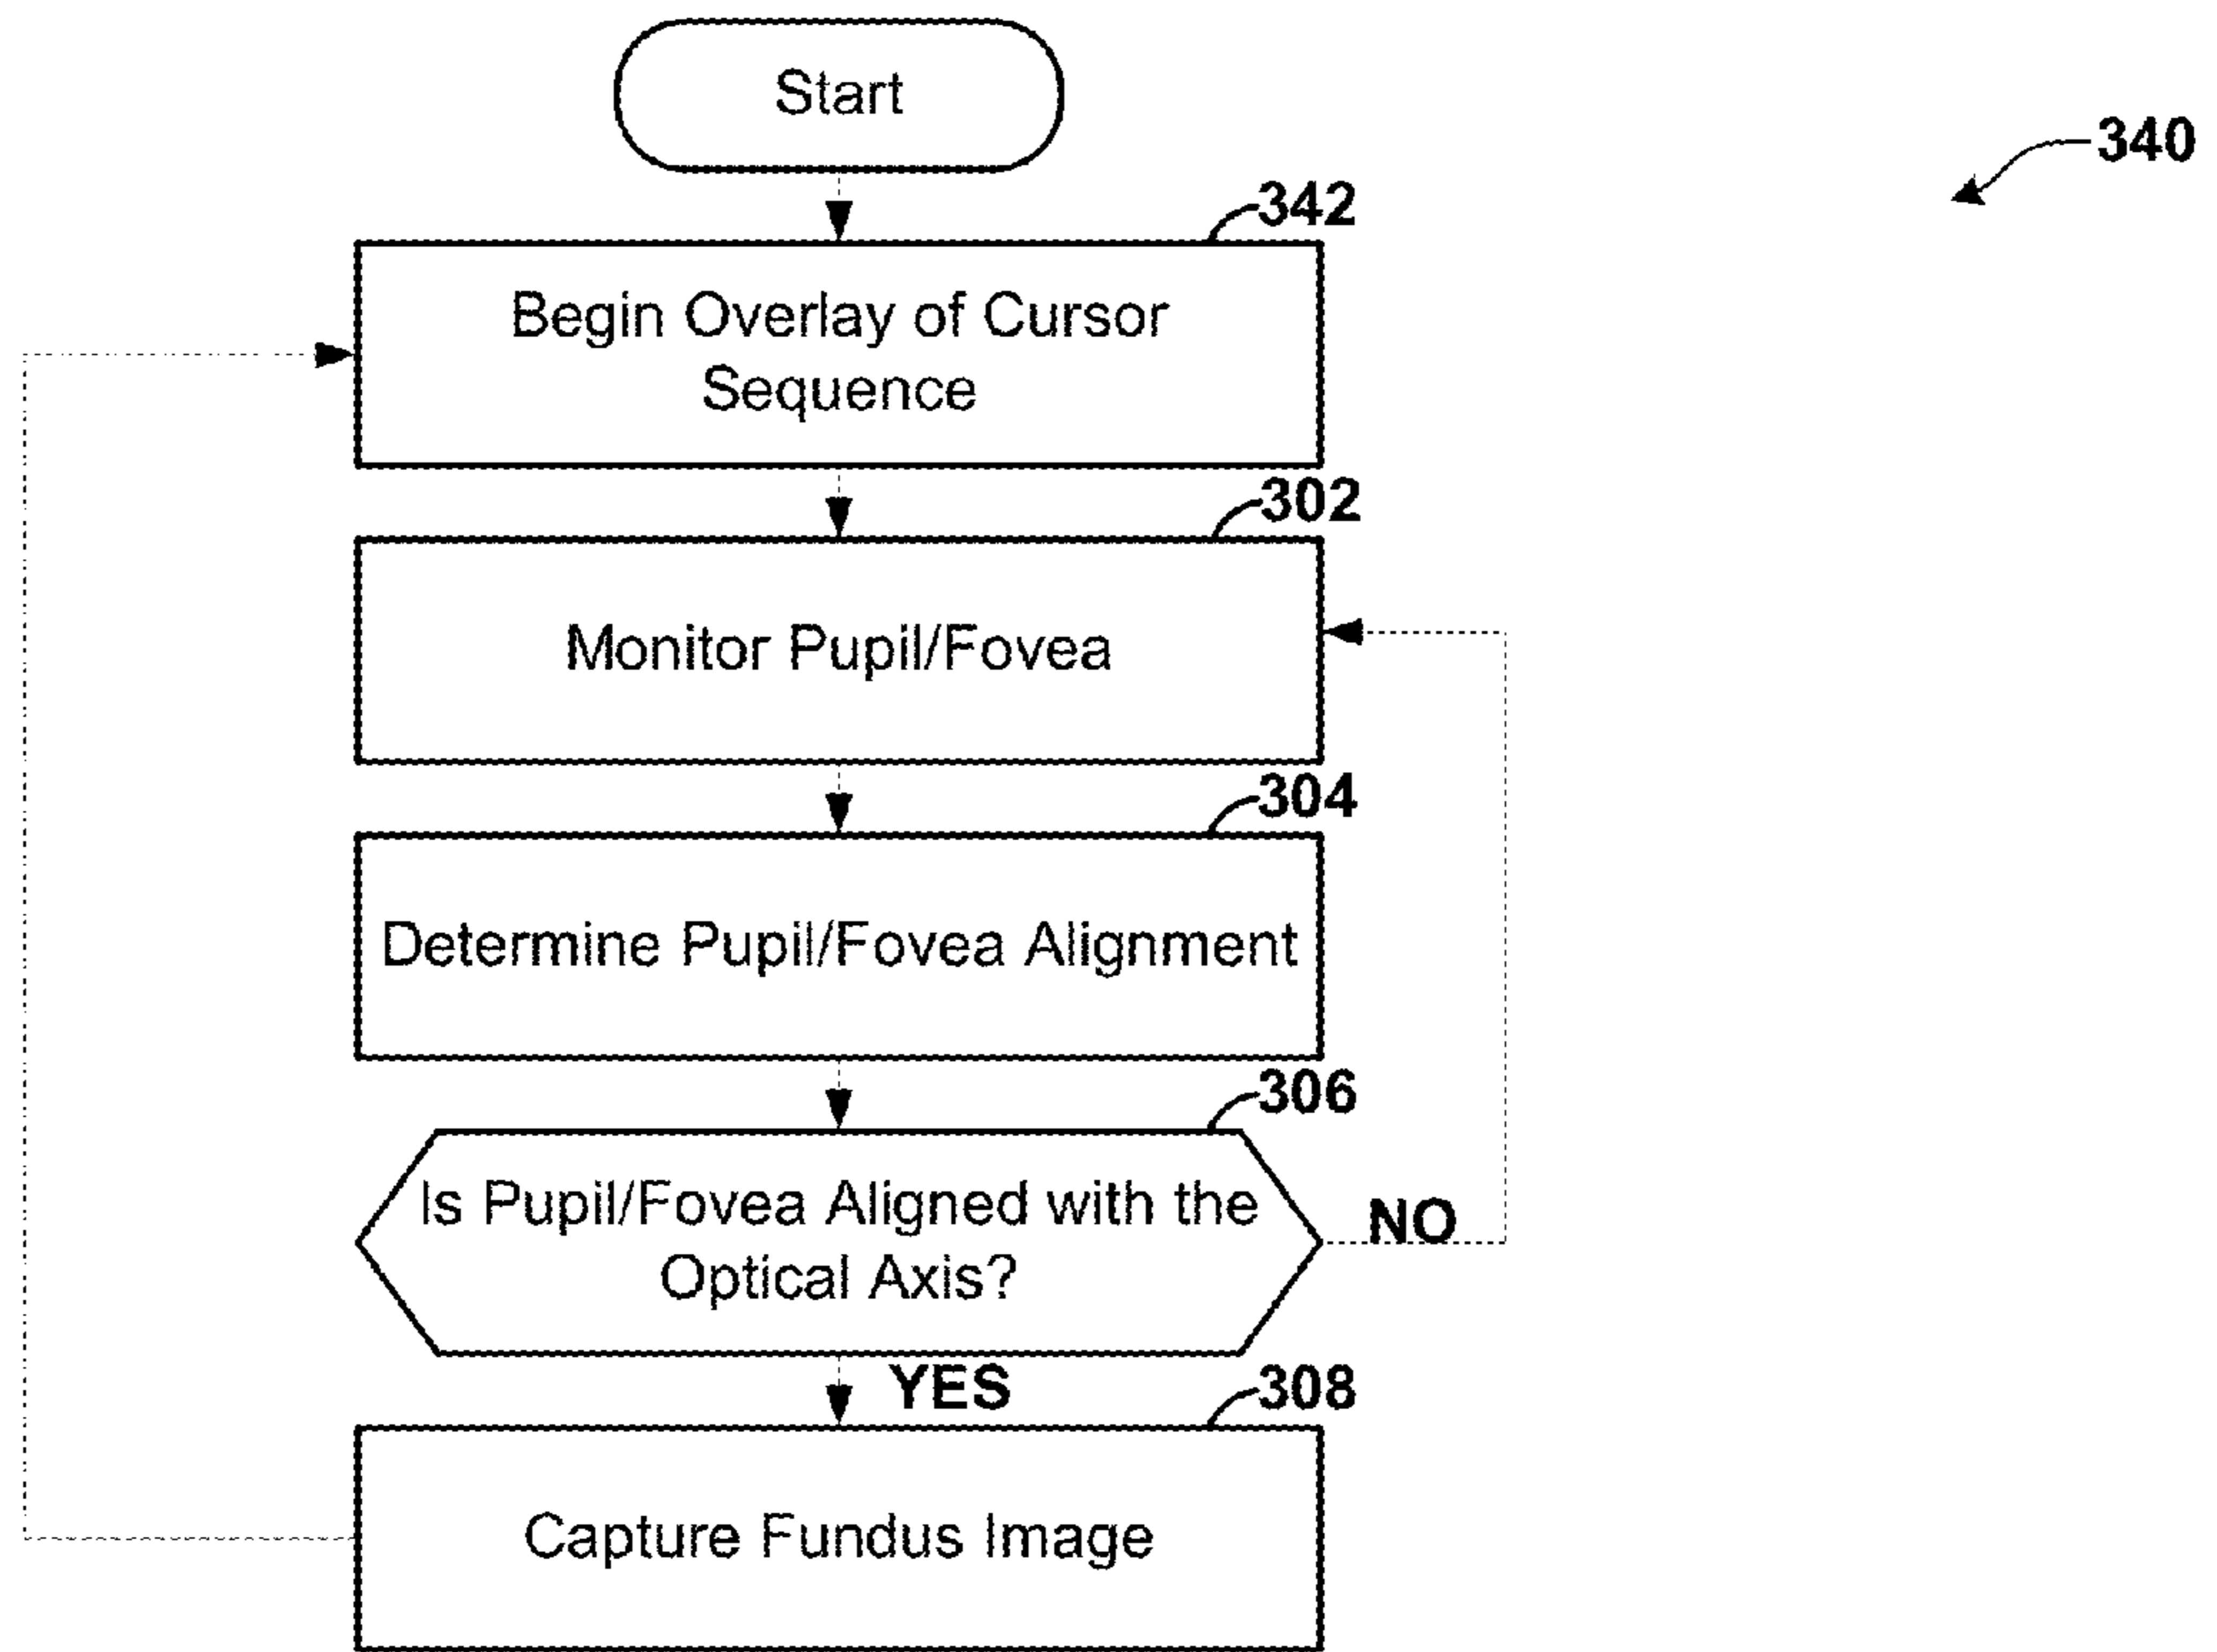 Start
340
342
Begin Overlay of Cursor
Sequence
302
Monitor Pupil/Fovea
304
Determine Pupil/Fovea Alignment
306
Is Pupil/Fovea Aligned with the
Optical Axis?
NO
YES
308
Capture Fundus Image